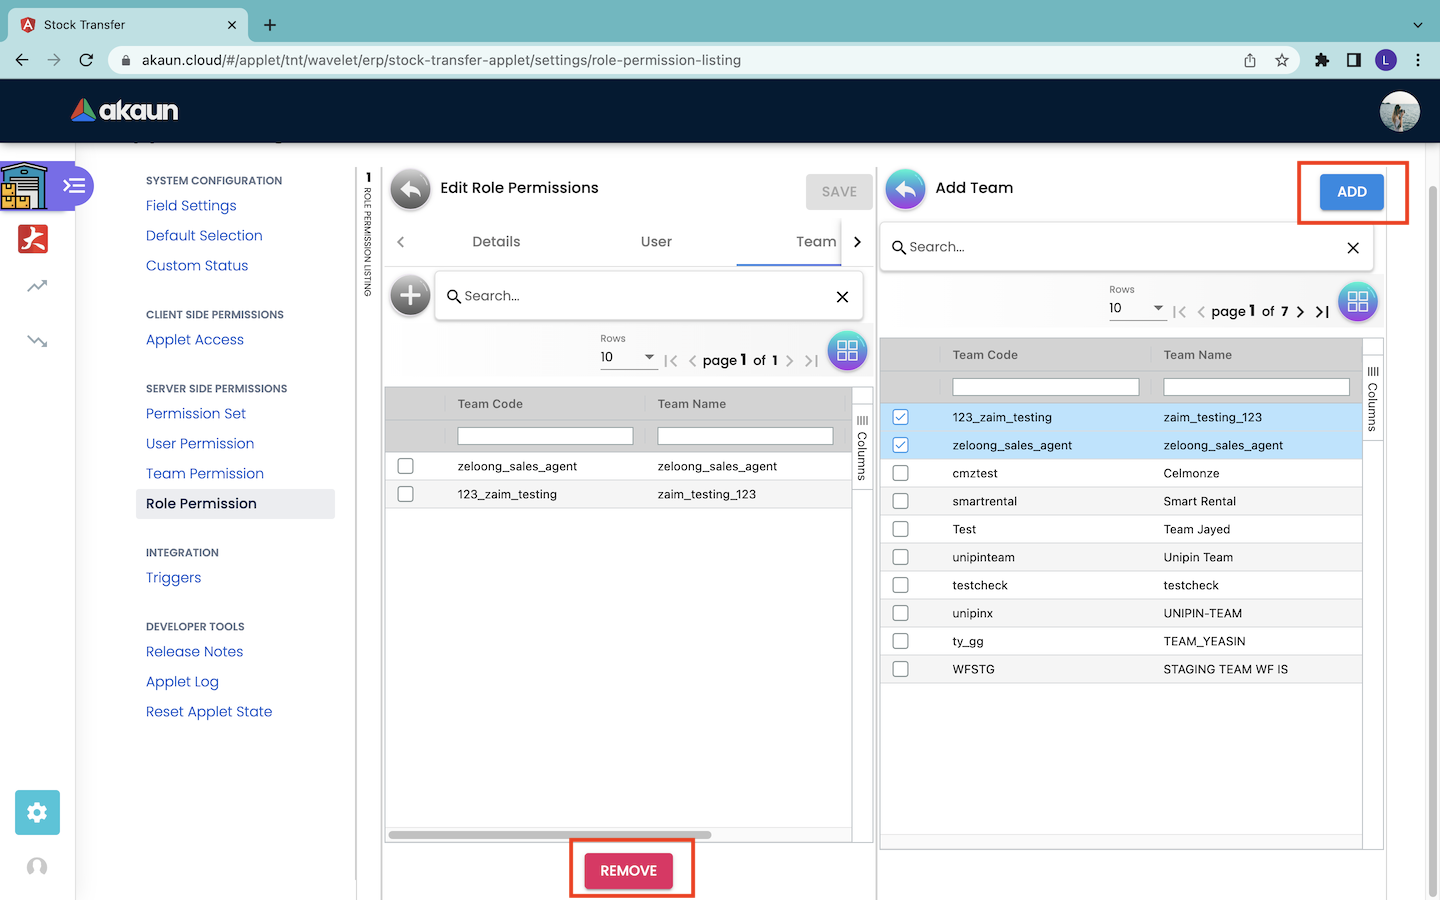 Stock Transfer
akaun.cloud/#/applet/tnt/wavelet/erp/stock-transfer-applet/settings/role-permission-listing
L
akaun
SYSTEM CONFIGURATION
Field Settings
Default Selection
Custom Status
CLIENT SIDE PERMISSIONS
Applet Access
SERVER SIDE PERMISSIONS
Permission Set
User Permission
Team Permission
Role Permission
INTEGRATION
Triggers
DEVELOPER TOOLS
Release Notes
Applet Log
Reset Applet State
1 ROLE PERMISSION LISTING
Edit Role Permissions
SAVE
Details User Team
Search...
Rows
10
page 1 of 1
Team Code Team Name
Columns
zeloong_sales_agent zeloong_sales_agent
123_zaim_testing zaim_testing_123
REMOVE
Add Team
ADD
Search...
Rows
10
page 1 of 7
Team Code Team Name
Columns
123_zaim_testing zaim_testing_123
zeloong_sales_agent zeloong_sales_agent
cmztest Celmonze
smartrental Smart Rental
Test Team Jayed
unipinteam Unipin Team
testcheck testcheck
unipinx UNIPIN-TEAM
ty_gg TEAM_YEASIN
WFSTG STAGING TEAM WF IS